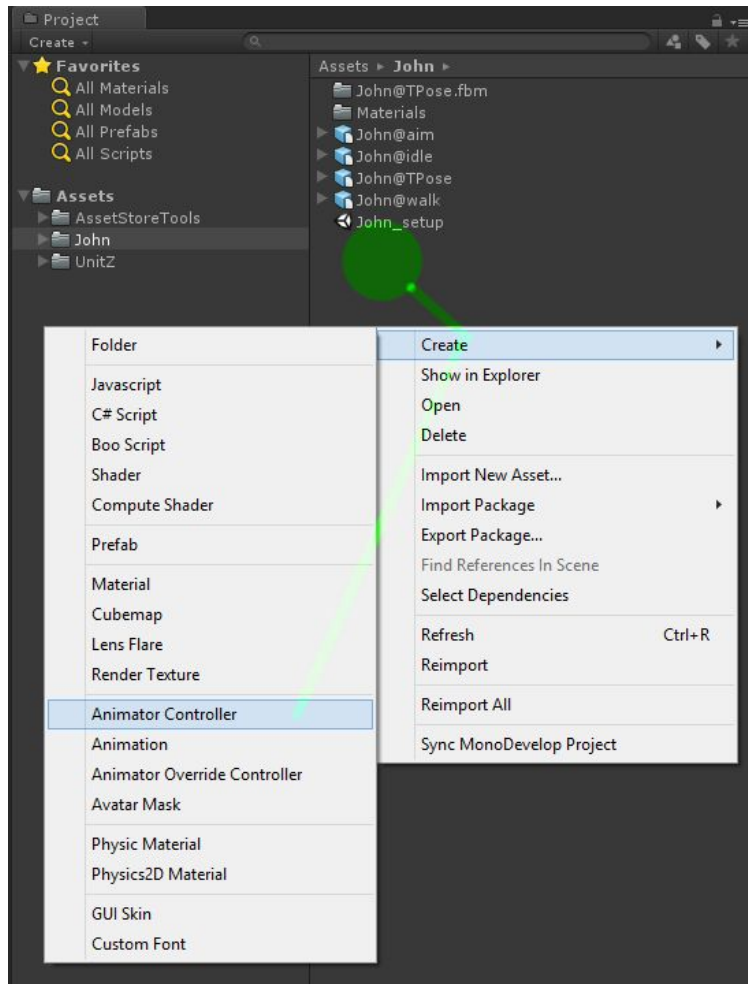 Project
Create
Favorites
All Materials
All Models
All Prefabs
All Scripts
Assets
AssetStoreTools
John
UnitZ
Assets ▸ John ▸
John@TPose.fbm
Materials
John@aim
John@idle
John@TPose
John@walk
John_setup
Create
Show in Explorer
Open
Delete
Import New Asset...
Import Package
Export Package...
Find References In Scene
Select Dependencies
Refresh Ctrl+R
Reimport
Reimport All
Sync MonoDevelop Project
Folder
Javascript
C# Script
Boo Script
Shader
Compute Shader
Prefab
Material
Cubemap
Lens Flare
Render Texture
Animator Controller
Animation
Animator Override Controller
Avatar Mask
Physic Material
Physics2D Material
GUI Skin
Custom Font